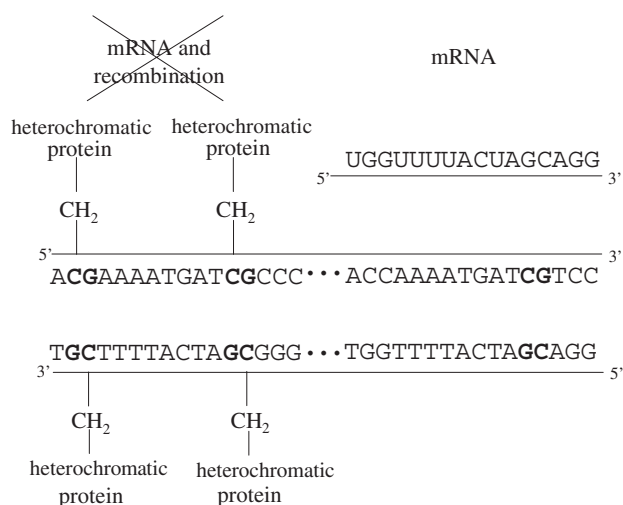 mRNA and
recombination
mRNA
heterochromatic
protein
heterochromatic
protein
UGGUUUUACUAGCAGG
5’ 3’
CH2 CH2
5’ 3’
ACGAAAATGATCGCCC • • • ACCAAAATGATCGTCC
TGCTTTTACTAGCGGG • • • TGGTTTTACTAGCAGG
3’ 5’
CH2 CH2
heterochromatic
protein
heterochromatic
protein